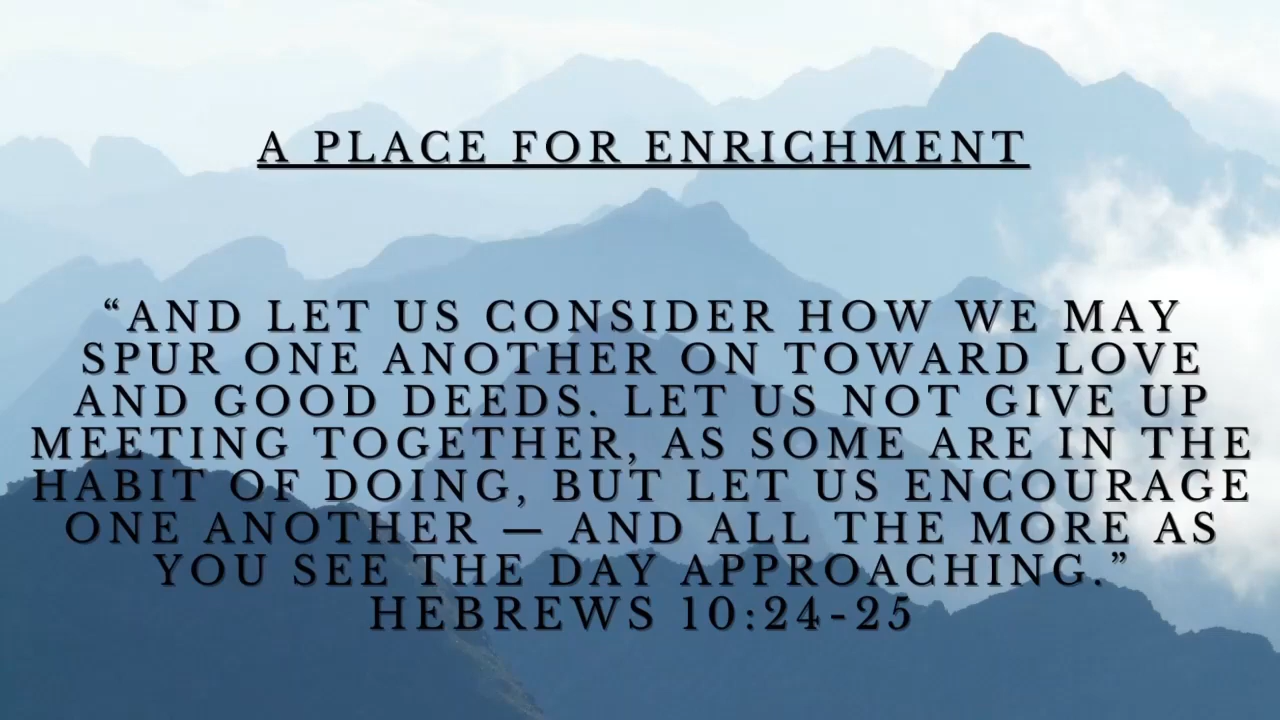 A PLACE FOR ENRICHMENT
“AND LET US CONSIDER HOW WE MAY
SPUR ONE ANOTHER ON TOWARD LOVE
AND GOOD DEEDS. LET US NOT GIVE UP
MEETING TOGETHER, AS SOME ARE IN THE
HABIT OF DOING, BUT LET US ENCOURAGE
ONE ANOTHER — AND ALL THE MORE AS
YOU SEE THE DAY APPROACHING.”
HEBREWS 10:24-25